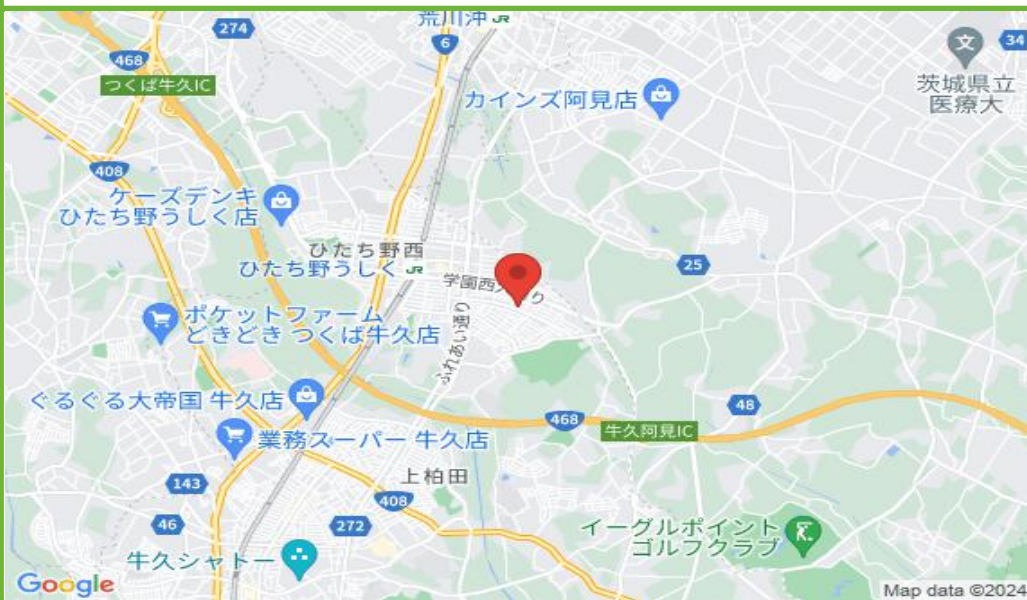 荒川沖 JR
274
6
34
468
つくば牛久IC
カインズ阿見店
文
茨城県立
医療大
408
ケーズデンキ
ひたち野うしく店
ひたち野西
ひたち野うしく JR
25
ポケットファーム
どきどき つくば牛久店
ふれあい通り
ぐるぐる大帝国 牛久店
48
468
牛久阿見IC
業務スーパー 牛久店
上柏田
143
408
46
272
イーグルポイント
ゴルフクラブ
牛久シャトー
Google
Map data ©2024